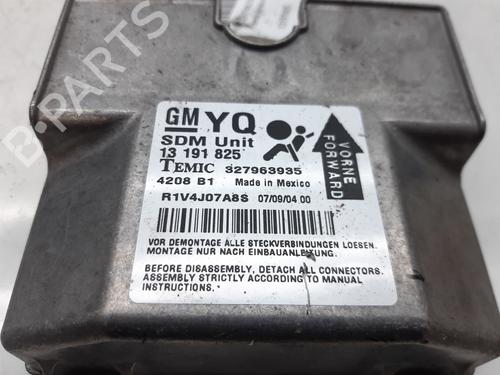 GM YQ
SDM Unit
13 191 825
TEMIC 327963935
4208 B1 Made in Mexico
R1V4J07A8S 07/09/04 00
VORNE
FORWARD
VOR DEMONTAGE ALLE STECKVERBINDUNGEN LOESEN.
MONTAGE NUR NACH EINBAUANLEITUNG.
BEFORE DISASSEMBLY, DETACH ALL CONNECTORS.
ASSEMBLY STRICTLY ACCORDING TO MANUAL
INSTRUCTIONS.
B-PARTS